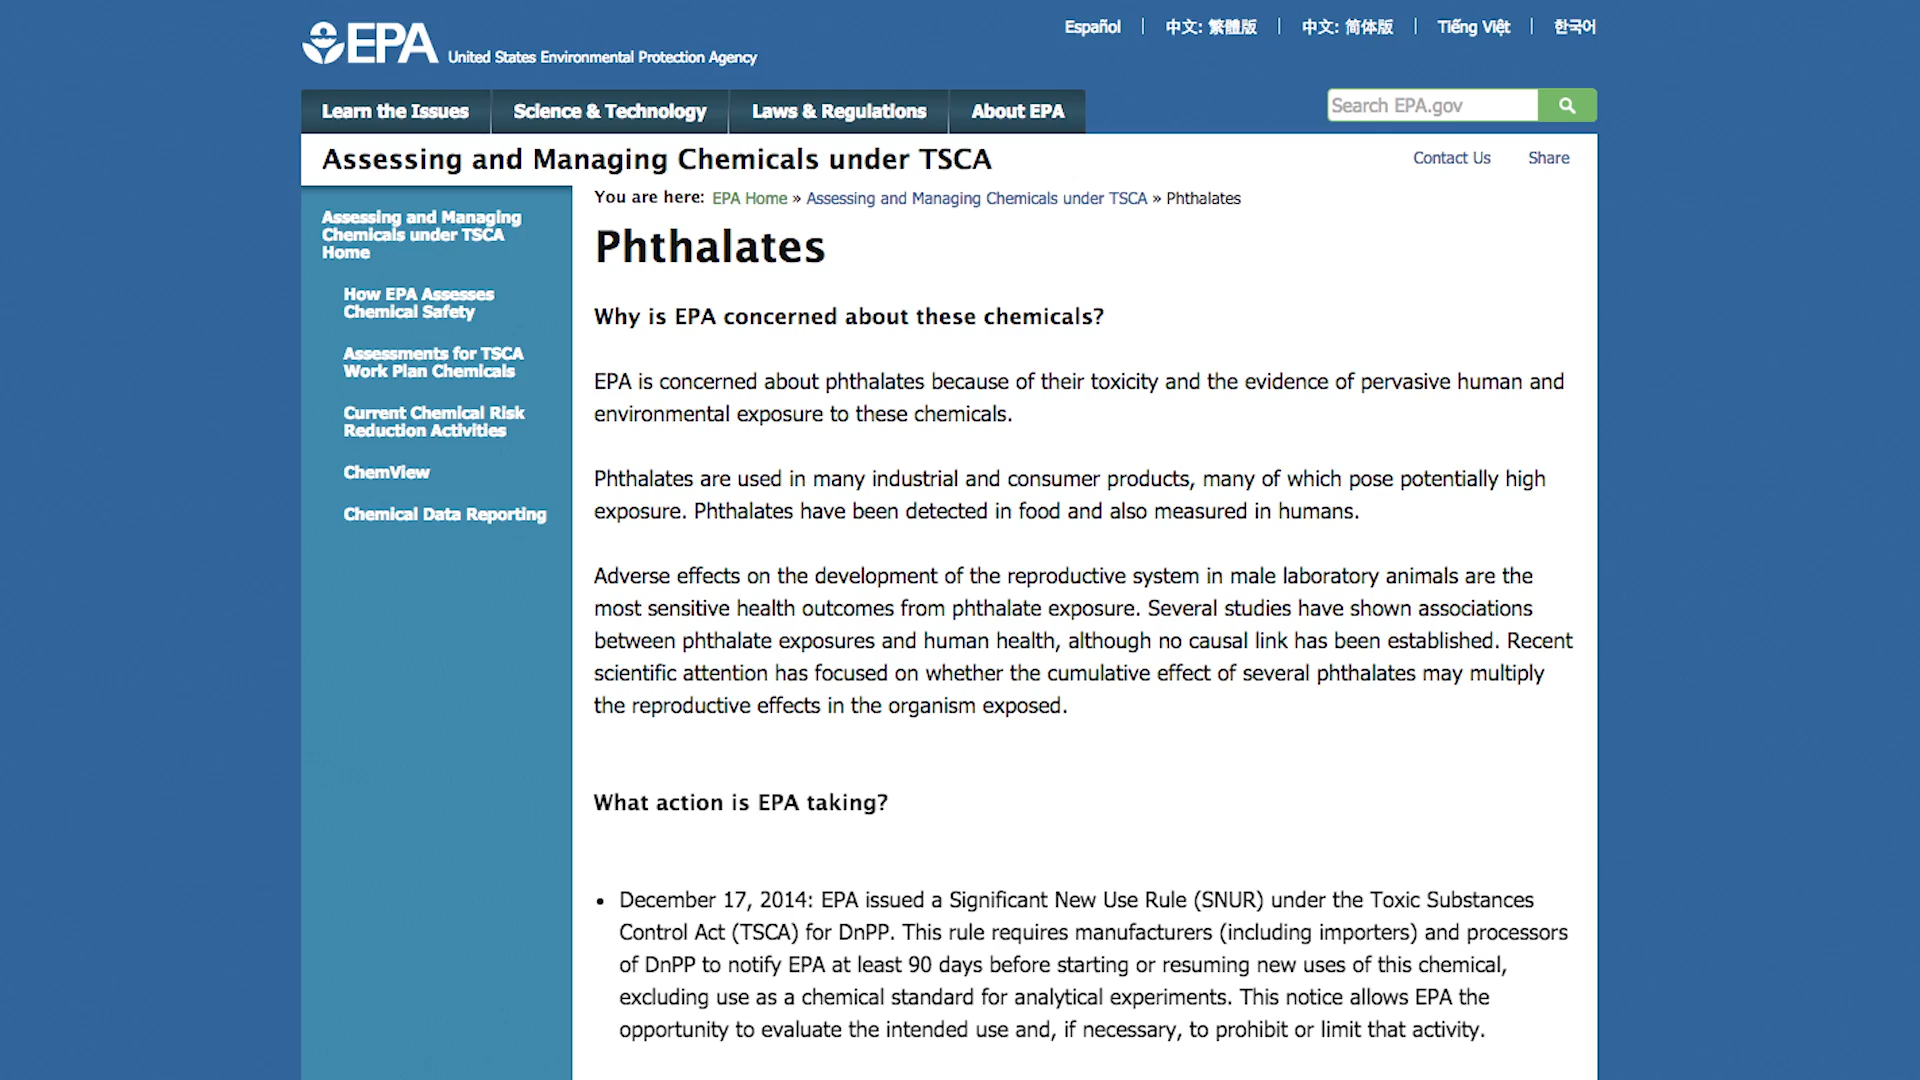 EPA United States Environmental Protection Agency
Español | 中文: 繁體版 | 中文: 简体版 | Tiếng Việt | 한국어
Learn the Issues Science & Technology Laws & Regulations About EPA
Search EPA.gov
Assessing and Managing Chemicals under TSCA
Contact Us Share
Assessing and Managing
Chemicals under TSCA
Home
How EPA Assesses
Chemical Safety
Assessments for TSCA
Work Plan Chemicals
Current Chemical Risk
Reduction Activities
ChemView
Chemical Data Reporting
You are here: EPA Home » Assessing and Managing Chemicals under TSCA » Phthalates
Phthalates
Why is EPA concerned about these chemicals?
EPA is concerned about phthalates because of their toxicity and the evidence of pervasive human and
environmental exposure to these chemicals.
Phthalates are used in many industrial and consumer products, many of which pose potentially high
exposure. Phthalates have been detected in food and also measured in humans.
Adverse effects on the development of the reproductive system in male laboratory animals are the
most sensitive health outcomes from phthalate exposure. Several studies have shown associations
between phthalate exposures and human health, although no causal link has been established. Recent
scientific attention has focused on whether the cumulative effect of several phthalates may multiply
the reproductive effects in the organism exposed.
What action is EPA taking?
• December 17, 2014: EPA issued a Significant New Use Rule (SNUR) under the Toxic Substances
Control Act (TSCA) for DnPP. This rule requires manufacturers (including importers) and processors
of DnPP to notify EPA at least 90 days before starting or resuming new uses of this chemical,
excluding use as a chemical standard for analytical experiments. This notice allows EPA the
opportunity to evaluate the intended use and, if necessary, to prohibit or limit that activity.